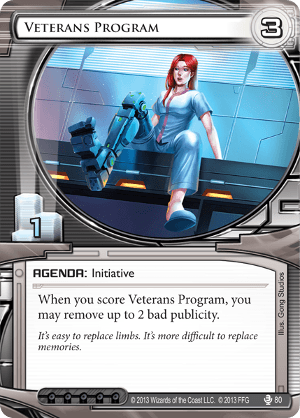 VETERANS PROGRAM
3
1
AGENDA: Initiative
When you score Veterans Program, you
may remove up to 2 bad publicity.
It's easy to replace limbs. It's more difficult to replace
memories.
Illus. Gong Studios
© 2013 Wizards of the Coast LLC. © 2013 FFG
80